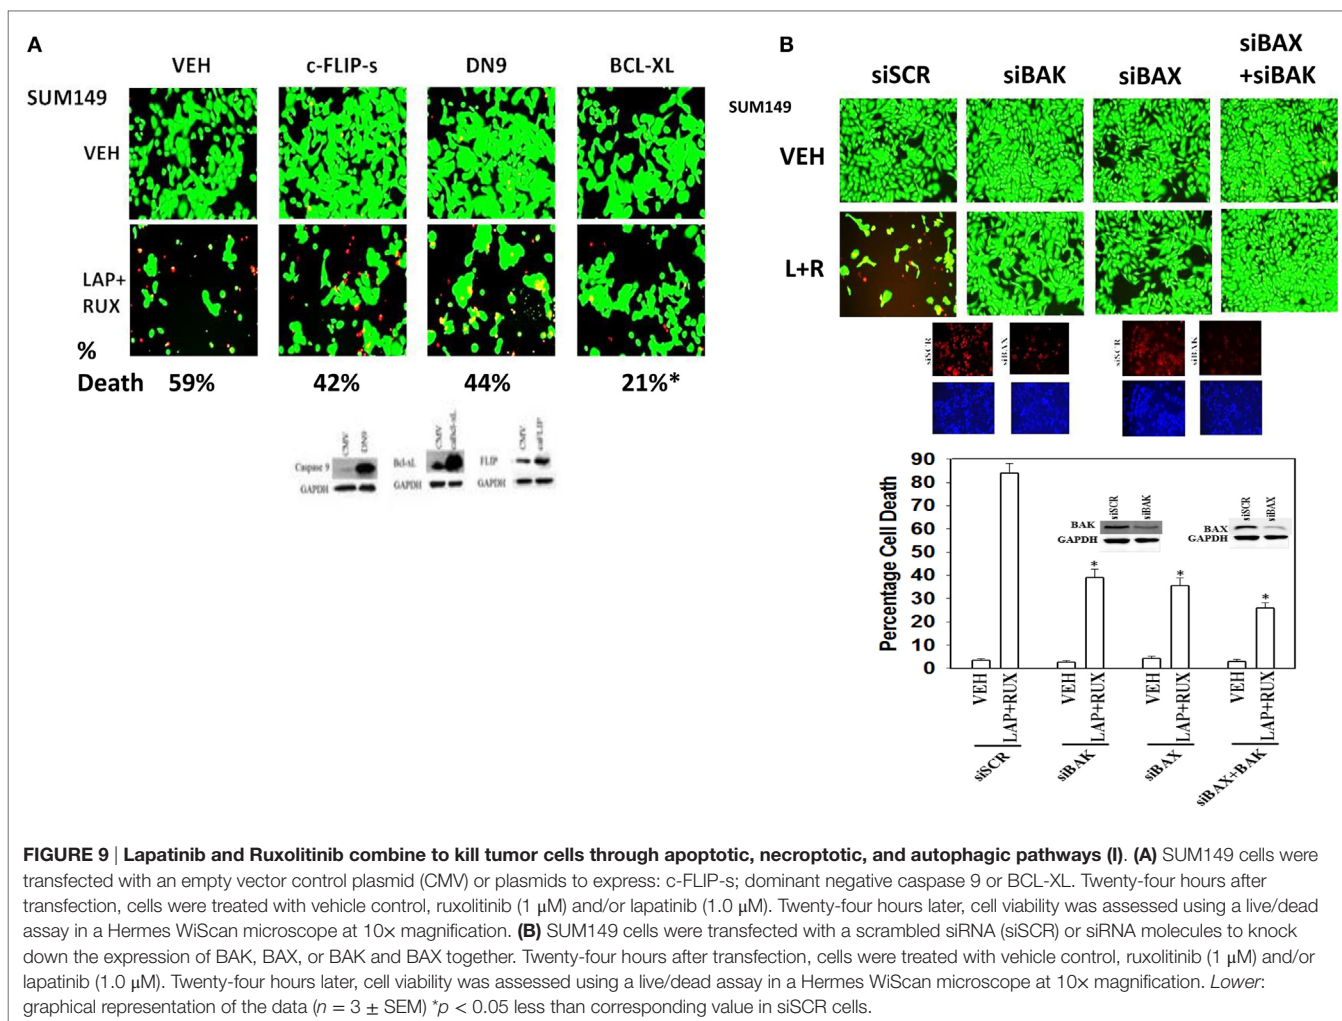 A
VEH c-FLIP-s DN9 BCL-XL
SUM149
VEH
LAP+
RUX
%
Death 59% 42% 44% 21%*
CMV DN9
Caspase 9
GAPDH
CMV
Bcl-xL
GAPDH
CMV
FLIP
GAPDH
B
siSCR siBAK siBAX siBAX
+siBAK
SUM149
VEH
L+R
siSCR siBAX siSCR siBAK
Percentage Cell Death
90
80
70
60
50
40
30
20
10
0
siSCR siBAK
BAK
GAPDH
siSCR siBAX
BAX
GAPDH
* * *
VEH LAP+RUX VEH LAP+RUX VEH LAP+RUX VEH LAP+RUX
siSCR siBAK siBAX siBAX+BAK
FIGURE 9 | Lapatinib and Ruxolitinib combine to kill tumor cells through apoptotic, necroptotic, and autophagic pathways (I). (A) SUM149 cells were
transfected with an empty vector control plasmid (CMV) or plasmids to express: c-FLIP-s; dominant negative caspase 9 or BCL-XL. Twenty-four hours after
transfection, cells were treated with vehicle control, ruxolitinib (1 μM) and/or lapatinib (1.0 μM). Twenty-four hours later, cell viability was assessed using a live/dead
assay in a Hermes WiScan microscope at 10× magnification. (B) SUM149 cells were transfected with a scrambled siRNA (siSCR) or siRNA molecules to knock
down the expression of BAK, BAX, or BAK and BAX together. Twenty-four hours after transfection, cells were treated with vehicle control, ruxolitinib (1 μM) and/or
lapatinib (1.0 μM). Twenty-four hours later, cell viability was assessed using a live/dead assay in a Hermes WiScan microscope at 10× magnification. Lower:
graphical representation of the data (n = 3 ± SEM) *p < 0.05 less than corresponding value in siSCR cells.